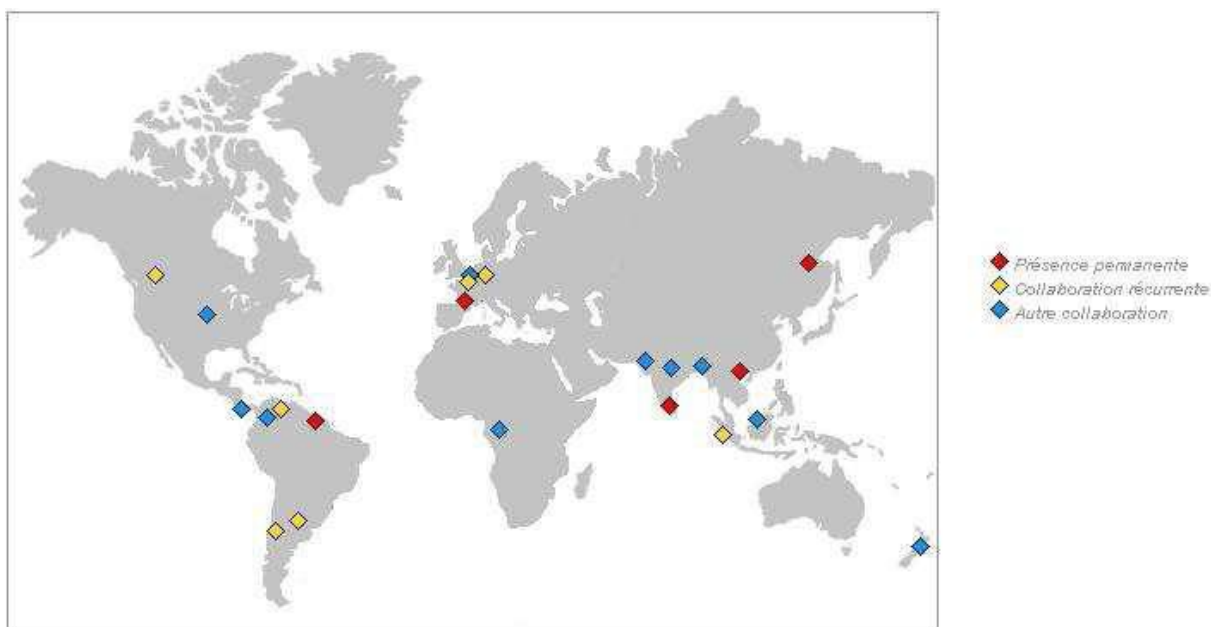 Présence permanente
Collaboration récurrente
Autre collaboration